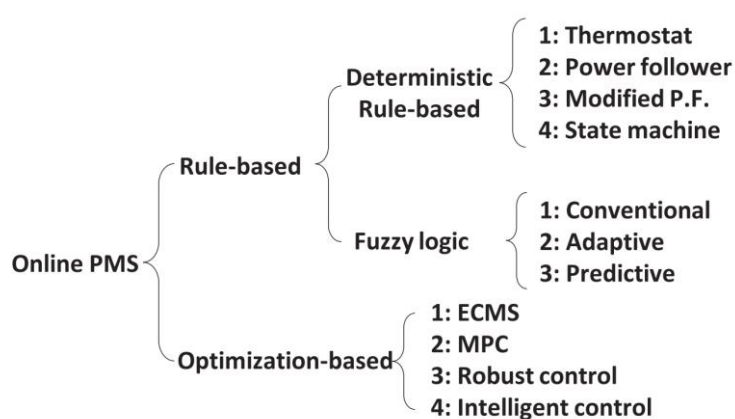 Online PMS
Rule-based
Deterministic
Rule-based
1: Thermostat
2: Power follower
3: Modified P.F.
4: State machine
Fuzzy logic
1: Conventional
2: Adaptive
3: Predictive
Optimization-based
1: ECMS
2: MPC
3: Robust control
4: Intelligent control